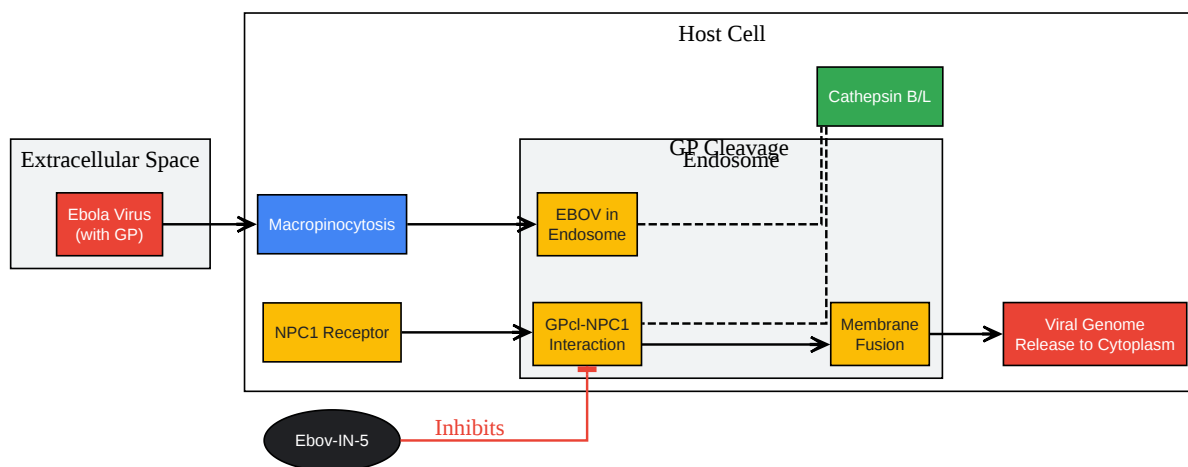 Host Cell
Cathepsin B/L
Extracellular Space
GP Cleavage
Endosome
Ebola Virus
(with GP)
Macropinocytosis
EBOV in
Endosome
NPC1 Receptor
GPcl-NPC1
Interaction
Membrane
Fusion
Viral Genome
Release to Cytoplasm
Ebov-IN-5
Inhibits